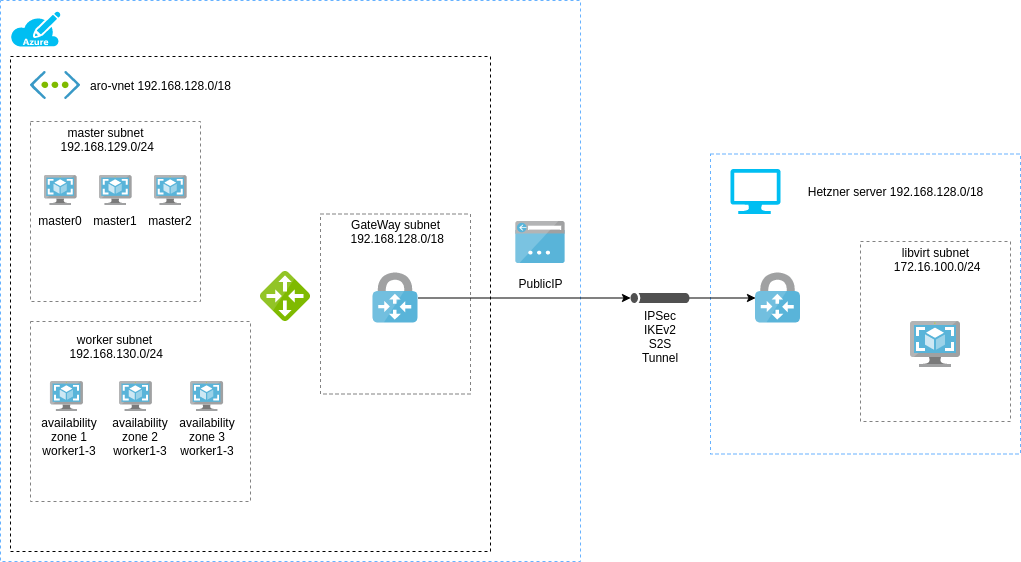 Azure
aro-vnet 192.168.128.0/18
master subnet
192.168.129.0/24
master0
master1
master2
worker subnet
192.168.130.0/24
availability
zone 1
worker1-3
availability
zone 2
worker1-3
availability
zone 3
worker1-3
GateWay subnet
192.168.128.0/18
PublicIP
IPSec
IKEv2
S2S
Tunnel
Hetzner server 192.168.128.0/18
libvirt subnet
172.16.100.0/24